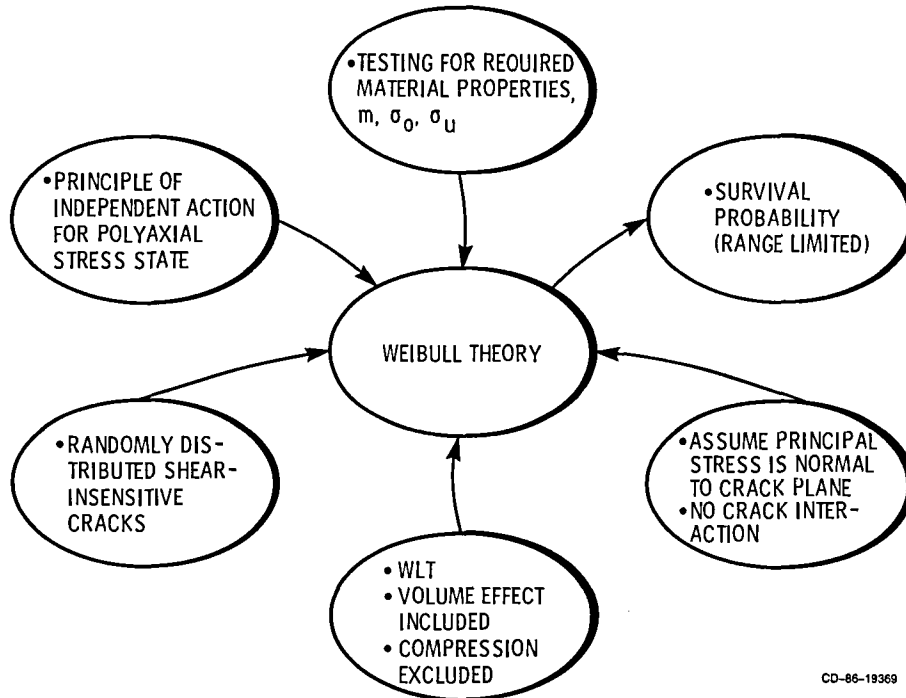 •TESTING FOR REQUIRED
MATERIAL PROPERTIES,
m, σo, σu
•PRINCIPLE OF
INDEPENDENT ACTION
FOR POLYAXIAL
STRESS STATE
• SURVIVAL
PROBABILITY
(RANGE LIMITED)
WEIBULL THEORY
•RANDOMLY DIS-
TRIBUTED SHEAR-
INSENSITIVE
CRACKS
•ASSUME PRINCIPAL
STRESS IS NORMAL
TO CRACK PLANE
•NO CRACK INTER-
ACTION
• WLT
• VOLUME EFFECT
INCLUDED
• COMPRESSION
EXCLUDED
CD-86-19369